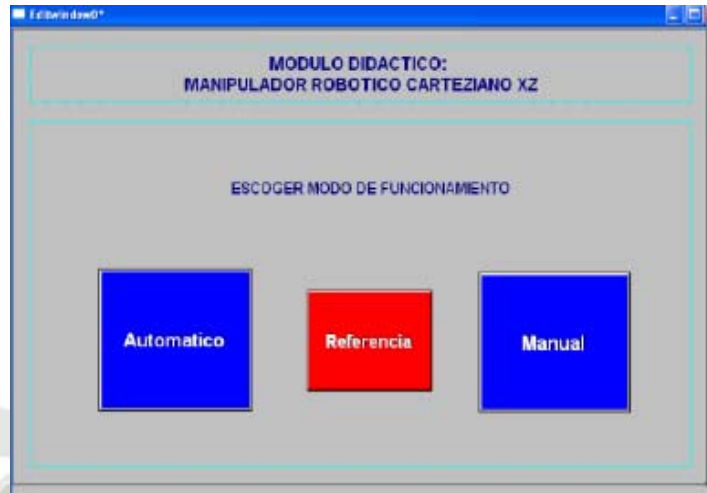 Editwindow0*
MODULO DIDACTICO:
MANIPULADOR ROBOTICO CARTEZIANO XZ
ESCOGER MODO DE FUNCIONAMIENTO
Automatico
Referencia
Manual